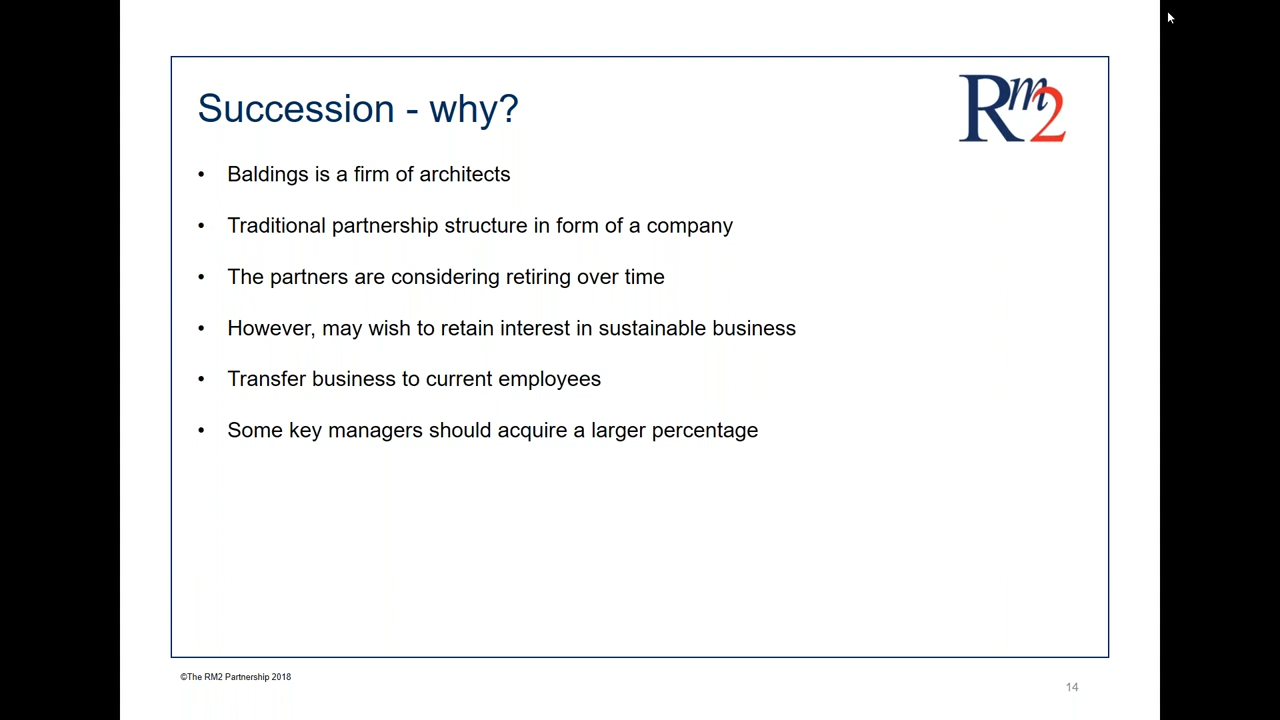 Succession - why?
Rm2
• Baldings is a firm of architects
• Traditional partnership structure in form of a company
• The partners are considering retiring over time
• However, may wish to retain interest in sustainable business
• Transfer business to current employees
• Some key managers should acquire a larger percentage
©The RM2 Partnership 2018
14